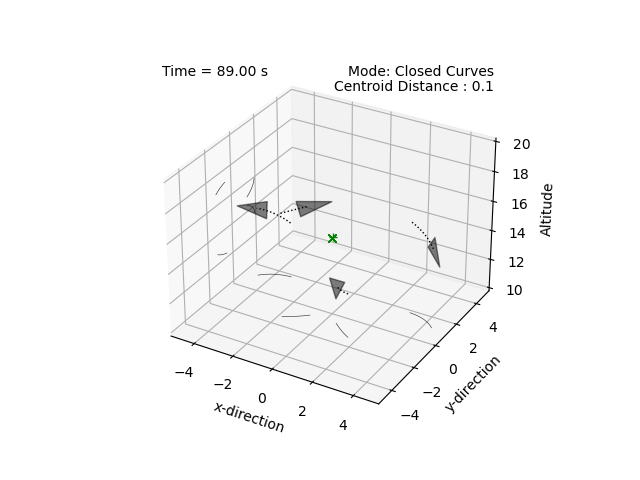 Time = 89.00 s
Mode: Closed Curves
Centroid Distance : 0.1
20
18
16
14
12
10
Altitude
−4
−2
0
2
4
x-direction
−4
−2
0
2
4
y-direction